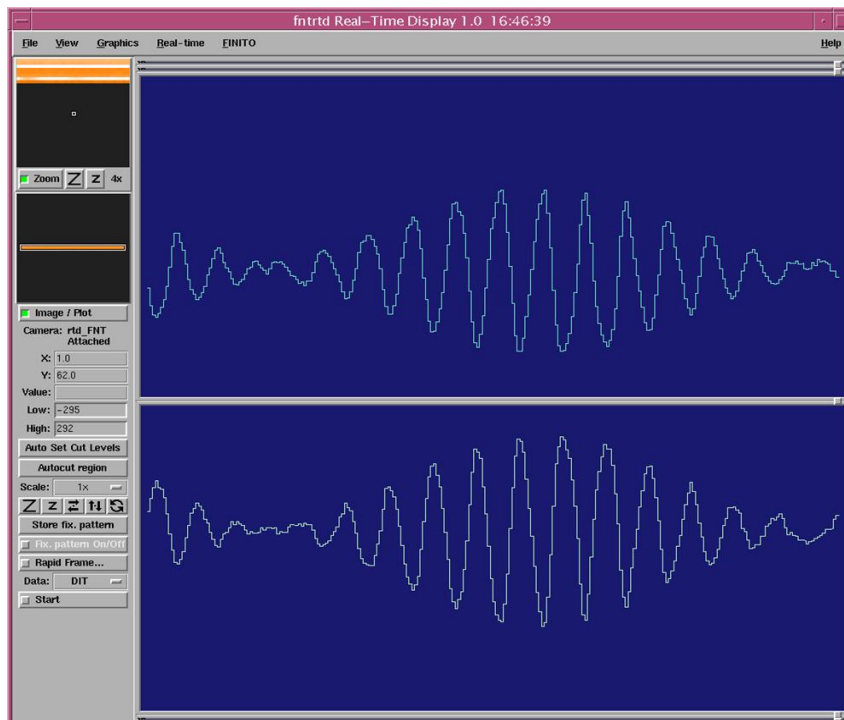 fntrtd Real-Time Display 1.0 16:46:39
File View Graphics Real-time FINITO Help
Zoom Z z 4x
Image / Plot
Camera: rtd_FNT
Attached
X: 1.0
Y: 62.0
Value:
Low: -295
High: 292
Auto Set Cut Levels
Autocut region
Scale: 1x
Z z
Store fix. pattern
Fix. pattern On/Off
Rapid Frame...
Data: DIT
Start